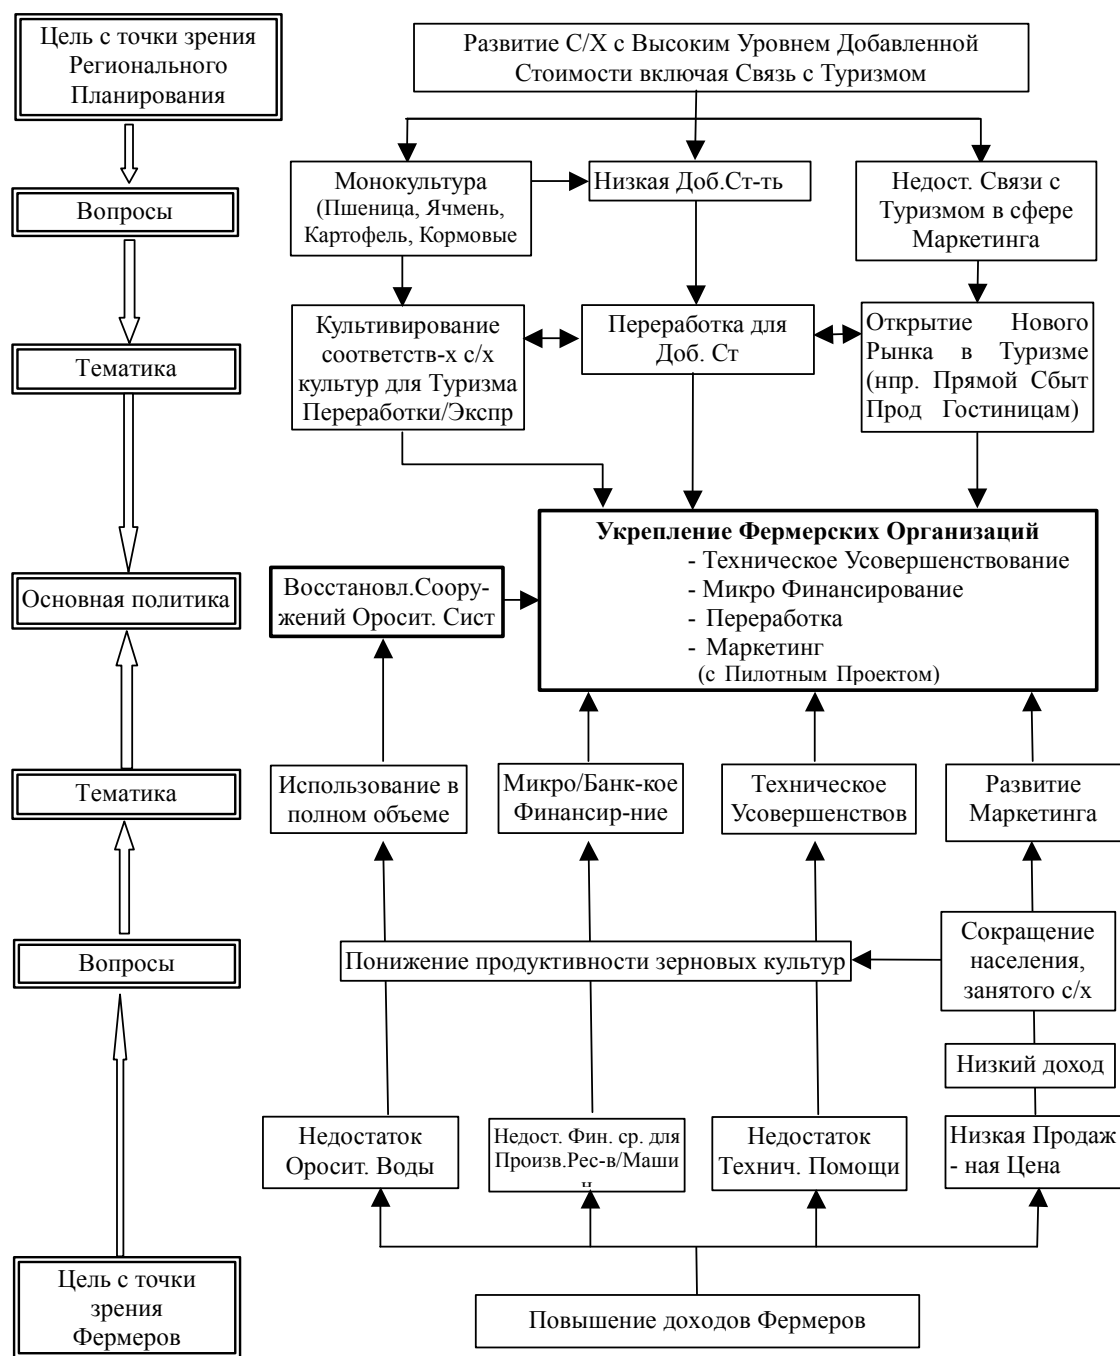 Цель с точки зрения
Регионального
Планирования
Развитие С/Х с Высоким Уровнем Добавленной
Стоимости включая Связь с Туризмом
Вопросы
Монокультура
(Пшеница, Ячмень,
Картофель, Кормовые
Низкая Доб.Ст-ть
Недост. Связи с
Туризмом в сфере
Маркетинга
Тематика
Культивирование
соответств-х с/х
культур для Туризма
Переработки/Экспр
Переработка для
Доб. Ст
Открытие Нового
Рынка в Туризме
(нпр. Прямой Сбыт
Прод Гостиницам)
Основная политика
Восстановл.Соору-
жений Оросит. Сист
Укрепление Фермерских Организаций
- Техническое Усовершенствование
- Микро Финансирование
- Переработка
- Маркетинг
(с Пилотным Проектом)
Тематика
Использование в
полном объеме
Микро/Банк-кое
Финансир-ние
Техническое
Усовершенствов
Развитие
Маркетинга
Вопросы
Понижение продуктивности зерновых культур
Сокращение
населения,
занятого с/х
Низкий доход
Недостаток
Оросит. Воды
Недост. Фин. ср. для
Произв.Рес-в/Маши
н
Недостаток
Технич. Помощи
Низкая Продаж
- ная Цена
Цель с точки
зрения
Фермеров
Повышение доходов Фермеров